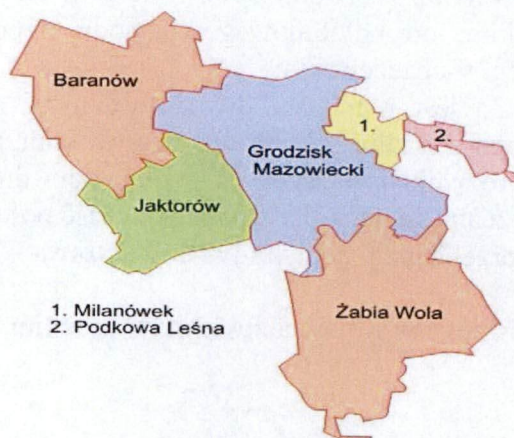 Baranów
1.
2.
Grodzisk
Mazowiecki
Jaktorów
1. Milanówek
2. Podkowa Leśna
Żabia Wola